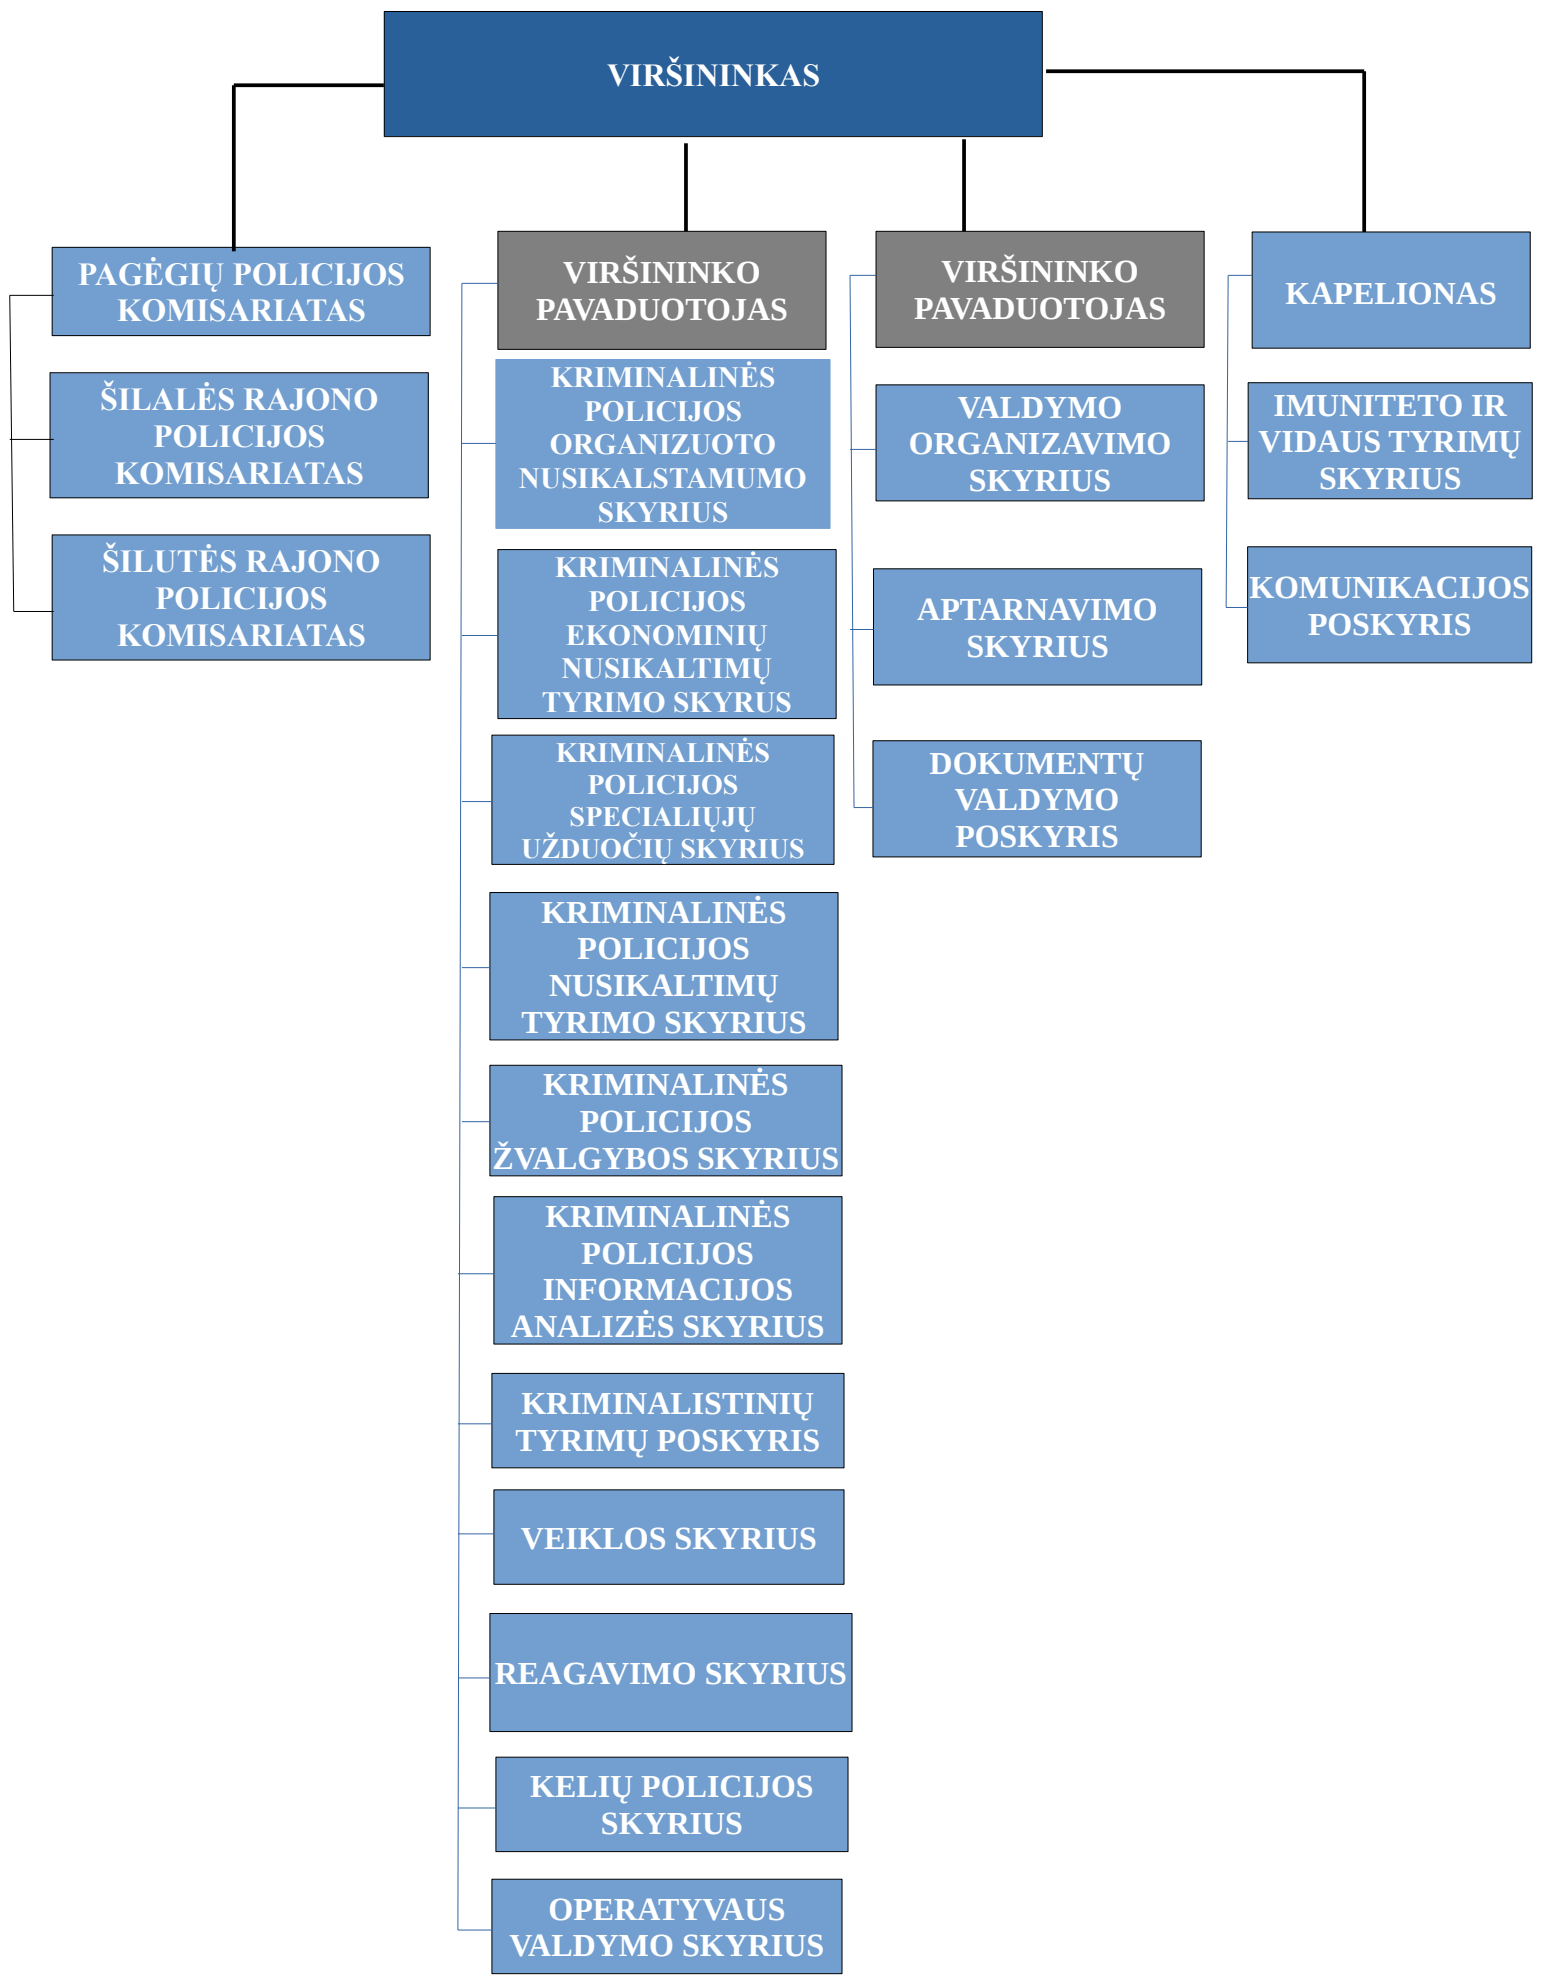 VIRŠININKAS
PAGĖGIŲ POLICIJOS
KOMISARIATAS
ŠILALĖS RAJONO
POLICIJOS
KOMISARIATAS
ŠILUTĖS RAJONO
POLICIJOS
KOMISARIATAS
VIRŠININKO
PAVADUOTOJAS
KRIMINALINĖS
POLICIJOS
ORGANIZUOTO
NUSIKALSTAMUMO
SKYRIUS
KRIMINALINĖS
POLICIJOS
EKONOMINIŲ
NUSIKALTIMŲ
TYRIMO SKYRUS
KRIMINALINĖS
POLICIJOS
SPECIALIŲJŲ
UŽDUOČIŲ SKYRIUS
KRIMINALINĖS
POLICIJOS
NUSIKALTIMŲ
TYRIMO SKYRIUS
KRIMINALINĖS
POLICIJOS
ŽVALGYBOS SKYRIUS
KRIMINALINĖS
POLICIJOS
INFORMACIJOS
ANALIZĖS SKYRIUS
KRIMINALISTINIŲ
TYRIMŲ POSKYRIS
VEIKLOS SKYRIUS
REAGAVIMO SKYRIUS
KELIŲ POLICIJOS
SKYRIUS
OPERATYVAUS
VALDYMO SKYRIUS
VIRŠININKO
PAVADUOTOJAS
VALDYMO
ORGANIZAVIMO
SKYRIUS
APTARNAVIMO
SKYRIUS
DOKUMENTŲ
VALDYMO
POSKYRIS
KAPELIONAS
IMUNITETO IR
VIDAUS TYRIMŲ
SKYRIUS
KOMUNIKACIJOS
POSKYRIS